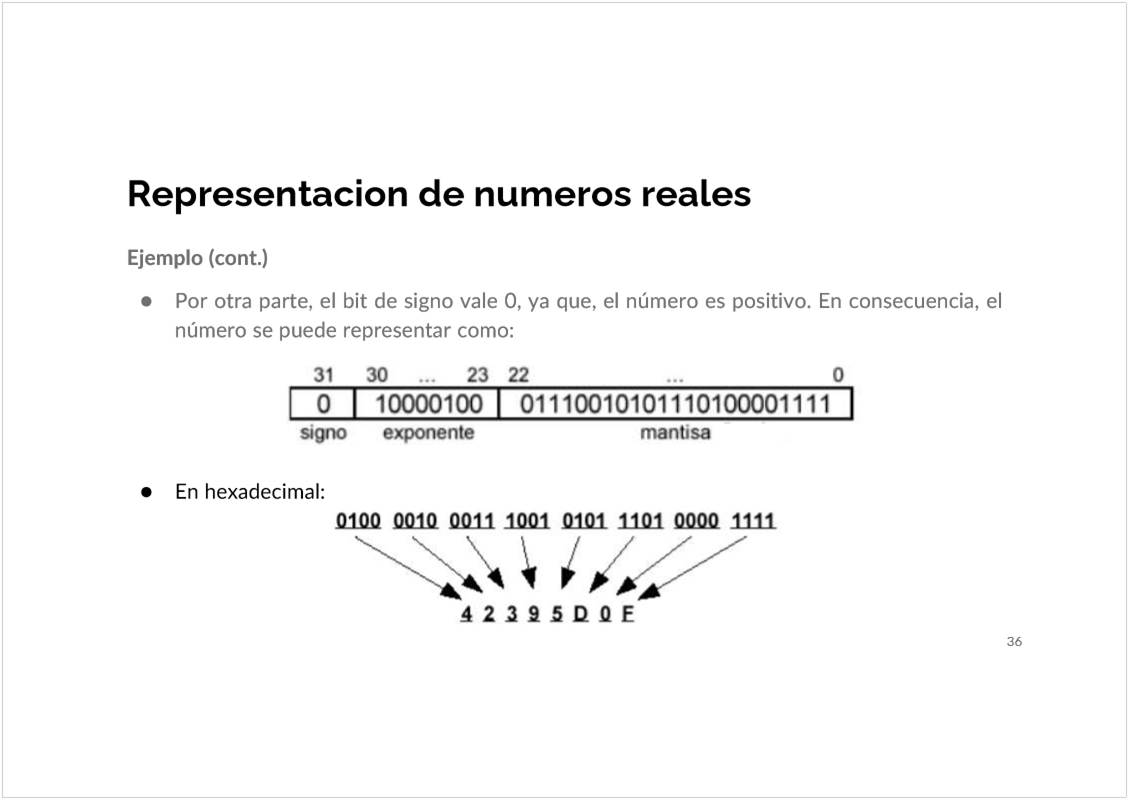 Representacion de numeros reales
Ejemplo (cont.)
● Por otra parte, el bit de signo vale 0, ya que, el número es positivo. En consecuencia, el
número se puede representar como:
31 30 ... 23 22 ... 0
0 10000100 01110010101110100001111
signo exponente mantisa
● En hexadecimal:
0100 0010 0011 1001 0101 1101 0000 1111
4 2 3 9 5 D 0 F
36